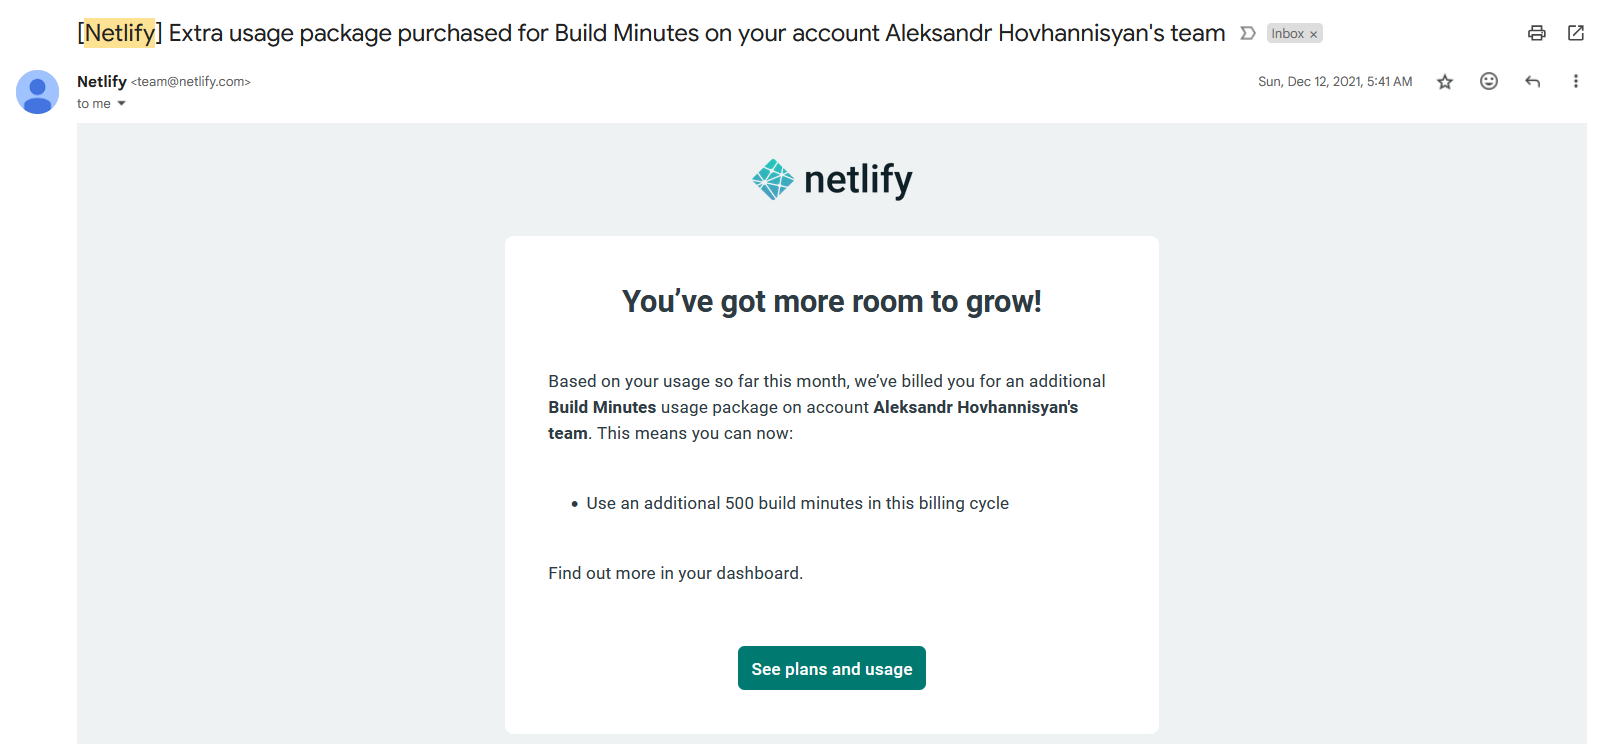 [Netlify] Extra usage package purchased for Build Minutes on your account Aleksandr Hovhannisyan's team Inbox ×
Netlify <team@netlify.com> Sun, Dec 12, 2021, 5:41 AM
to me
netlify
You’ve got more room to grow!
Based on your usage so far this month, we’ve billed you for an additional
Build Minutes usage package on account Aleksandr Hovhannisyan's
team. This means you can now:
• Use an additional 500 build minutes in this billing cycle
Find out more in your dashboard.
See plans and usage